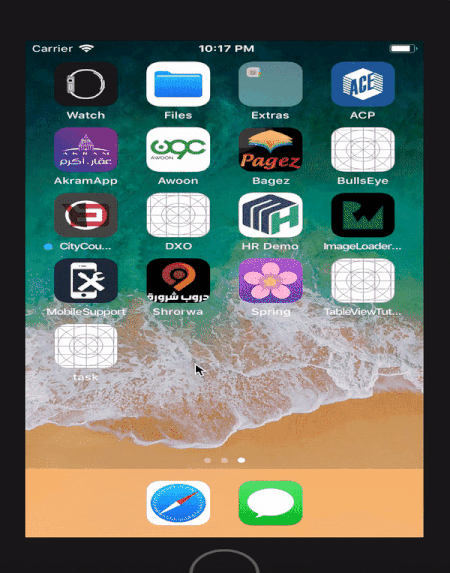 Carrier 10:17 PM
Watch Files Extras ACP
ACE
AKRAM
عقار أكرم
عون
AWOON
Pagez
AkramApp Awoon Bagez BullsEye
CityCou... DXO HR Demo ImageLoader...
دروب شرورة
MobileSupport Shrorwa Spring TableViewTut...
task